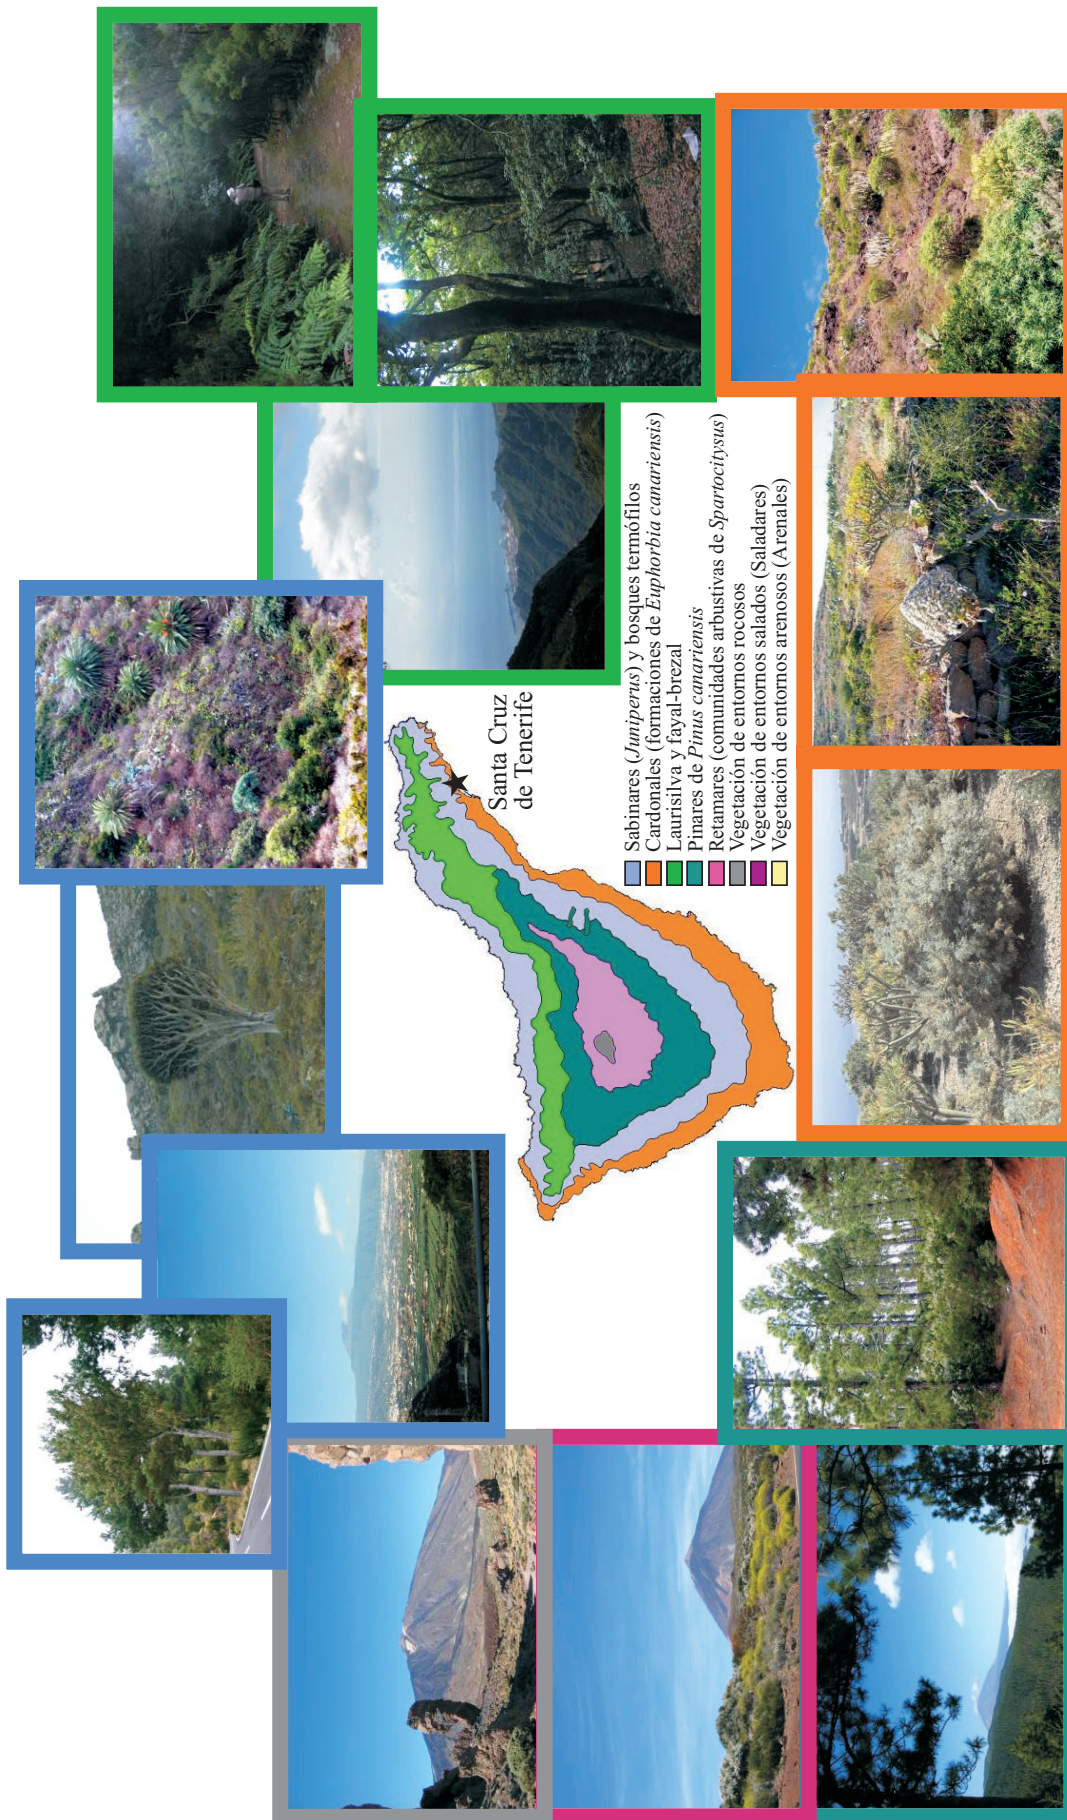 Santa Cruz
de Tenerife
Sabinares (Juniperus) y bosques termófilos
Cardonales (formaciones de Euphorbia canariensis)
Laurisilva y fayal-brezal
Pinares de Pinus canariensis
Retamares (comunidades arbustivas de Spartocitysus)
Vegetación de entornos rocosos
Vegetación de entornos salados (Saladares)
Vegetación de entornos arenosos (Arenales)